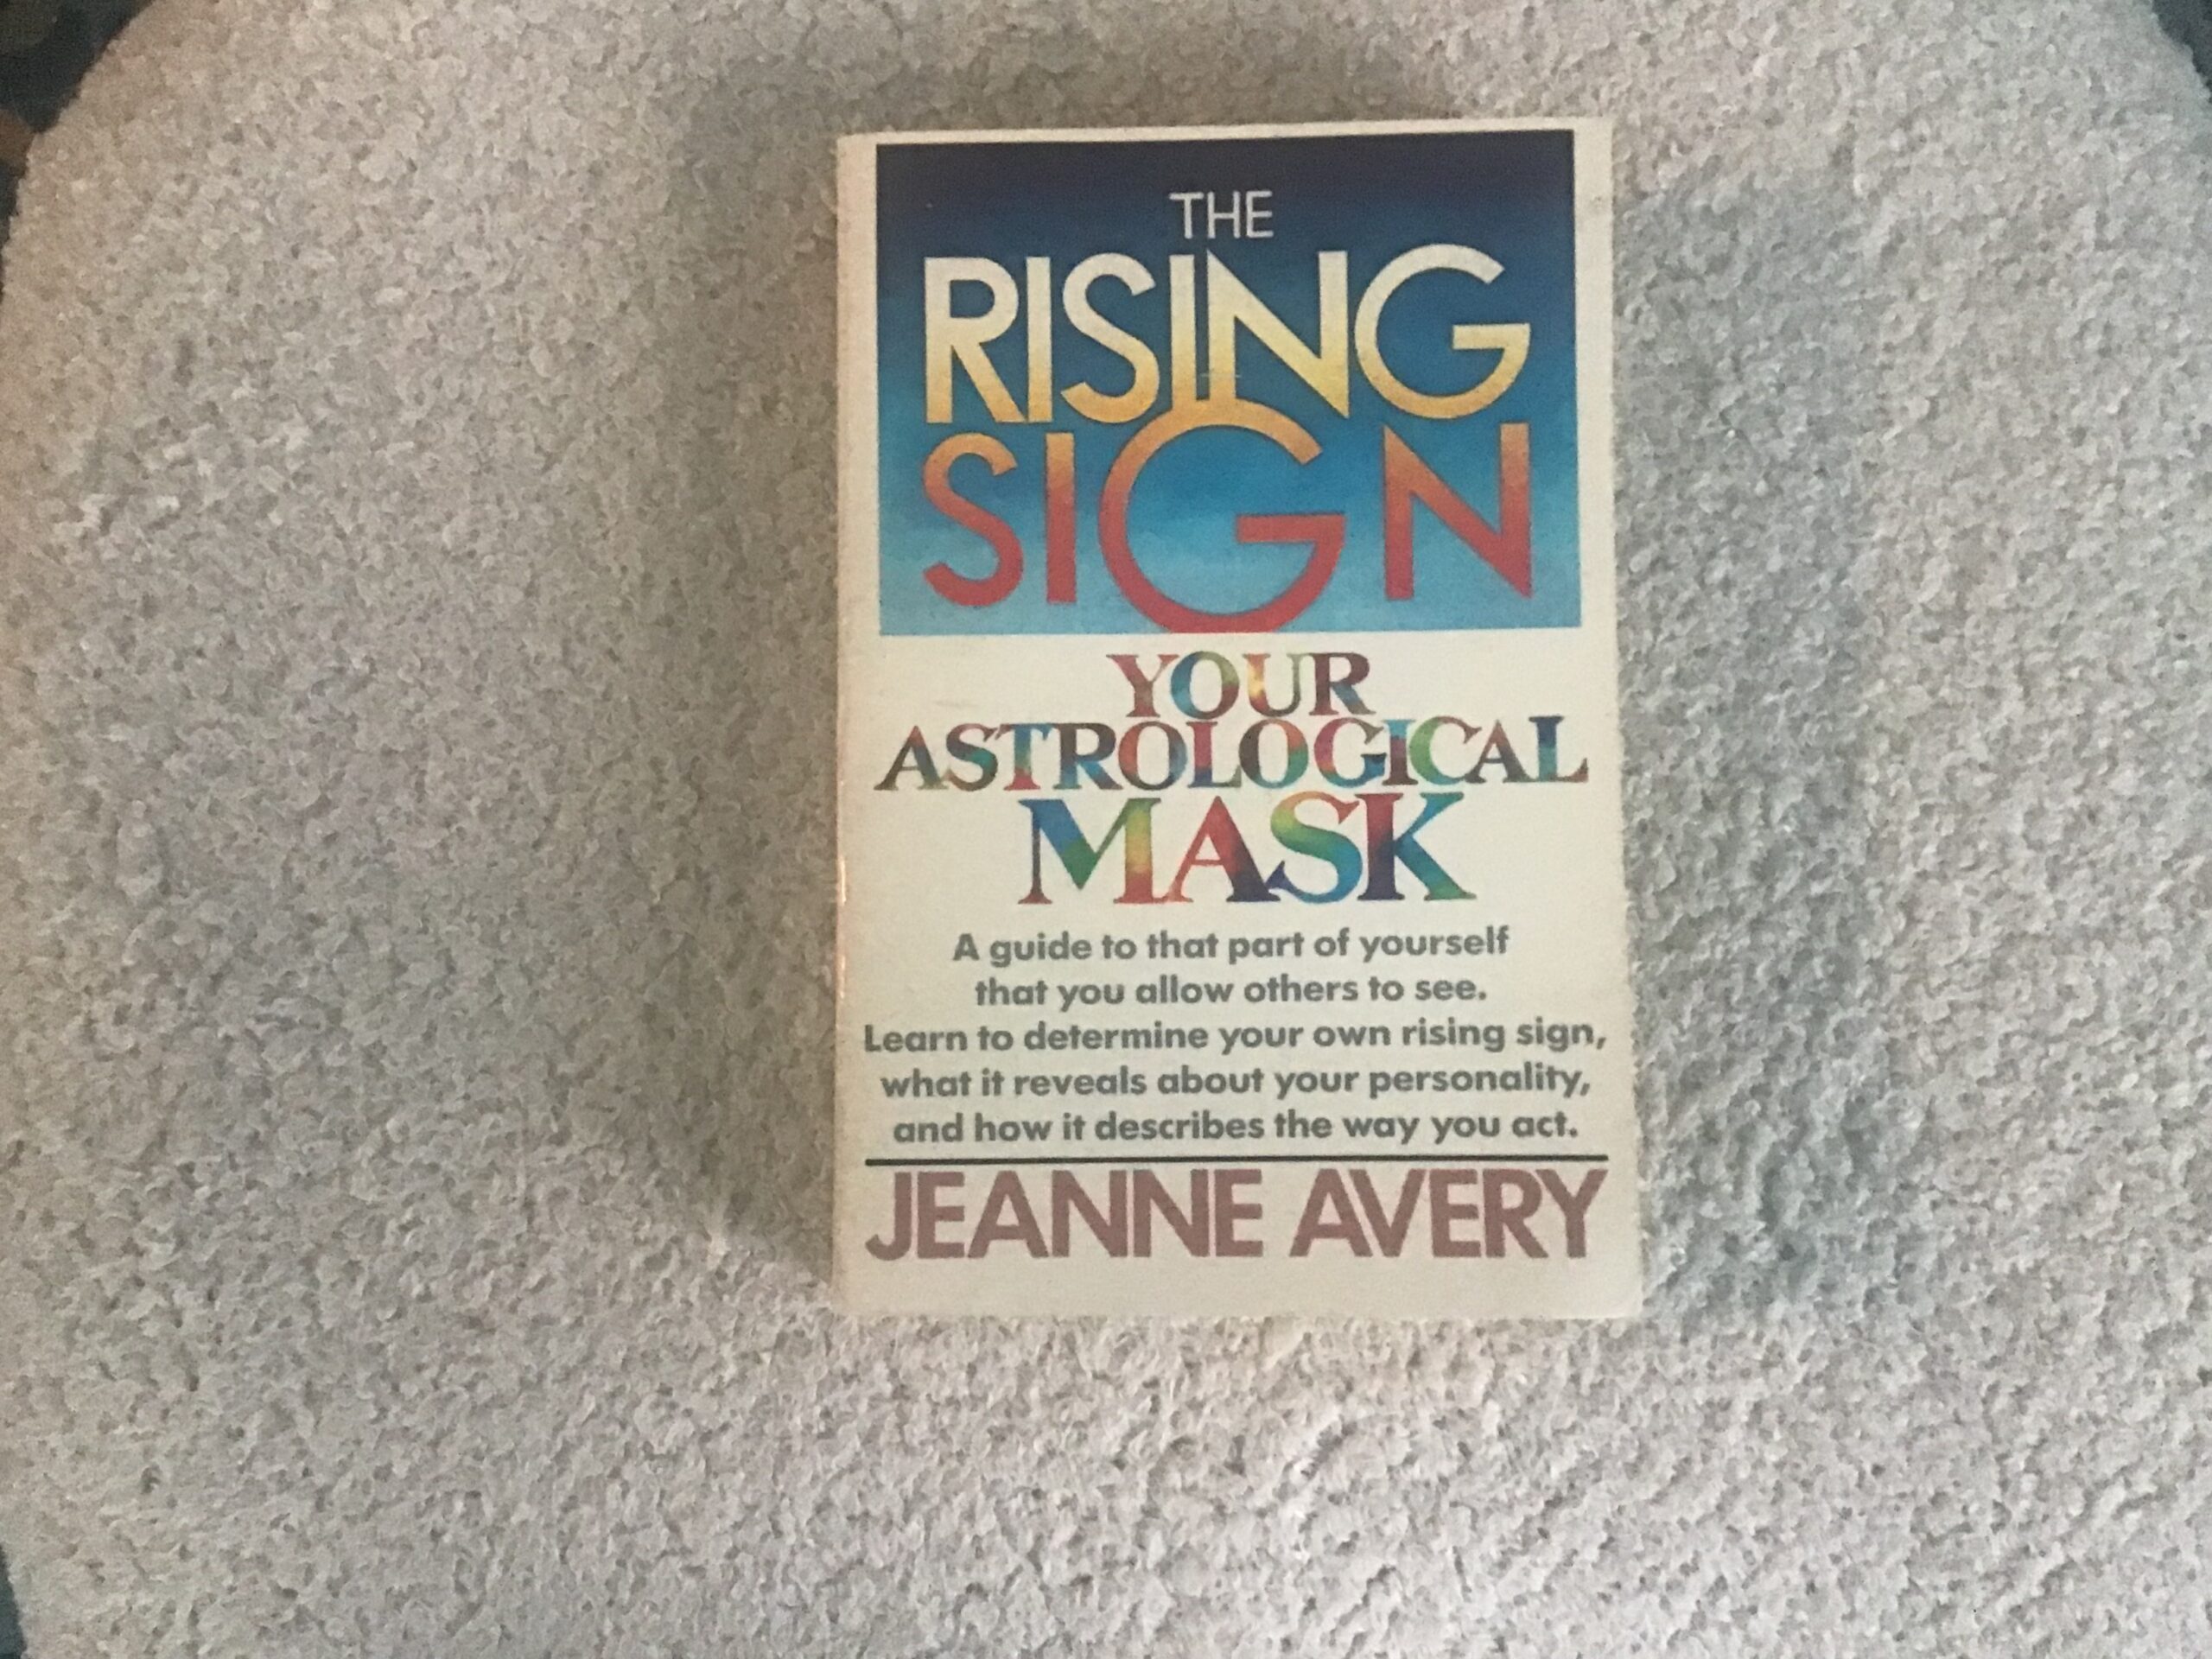 THE
RISING
SIGN
YOUR
ASTROLOGICAL
MASK
A guide to that part of yourself
that you allow others to see.
Learn to determine your own rising sign,
what it reveals about your personality,
and how it describes the way you act.
JEANNE AVERY